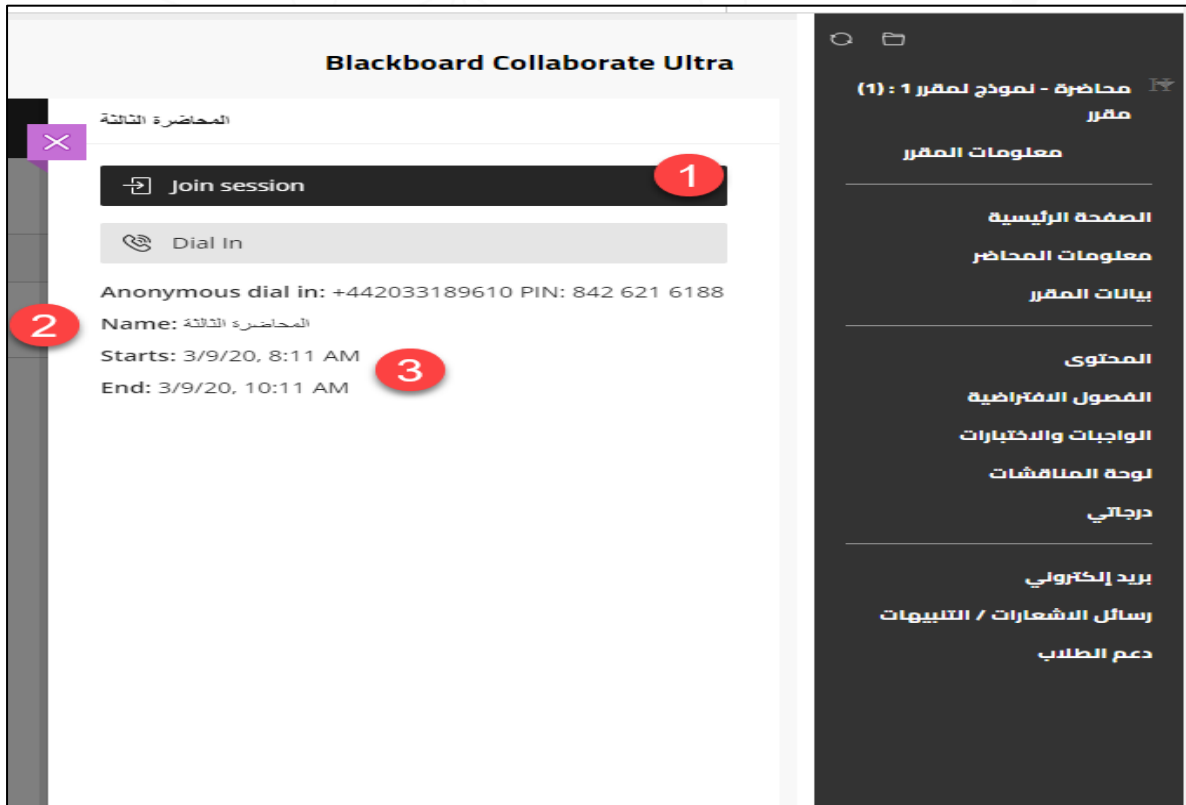 Blackboard Collaborate Ultra
المحاضرة الثالثة
Join session
1
Dial In
Anonymous dial in: +442033189610 PIN: 842 621 6188
2
Name: المحاضرة الثالثة
Starts: 3/9/20, 8:11 AM
3
End: 3/9/20, 10:11 AM
محاضرة - نموذج لمقرر 1 : (1)
مقرر
معلومات المقرر
الصفحة الرئيسية
معلومات المحاضر
بيانات المقرر
المحتوى
الفصول الافتراضية
الواجبات والاختبارات
لوحة المناقشات
درجاتي
بريد إلكتروني
رسائل الاشعارات / التنبيهات
دعم الطلاب